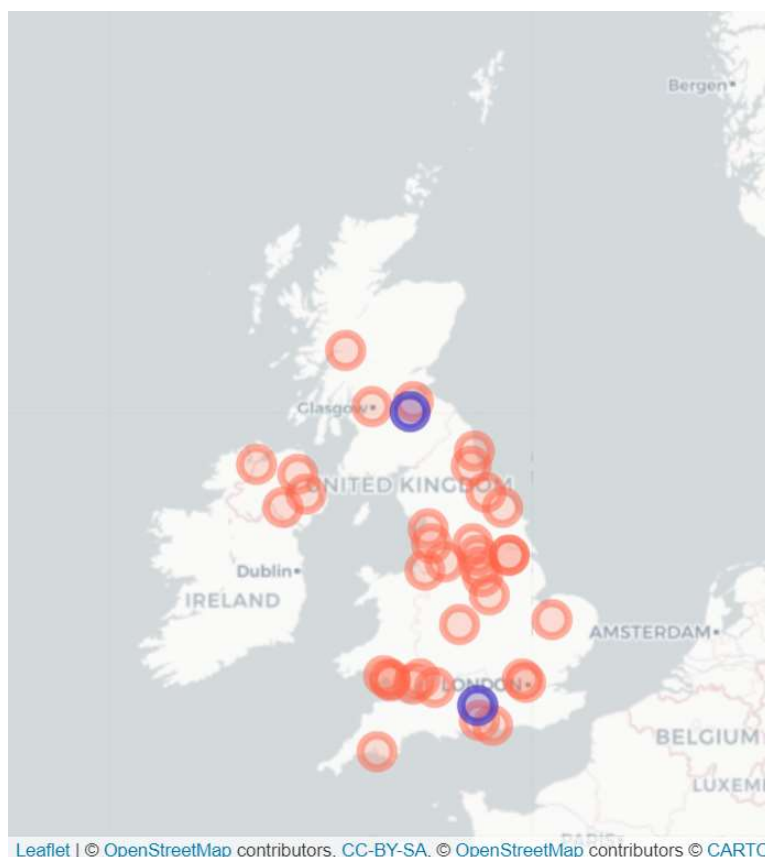 Bergen
Glasgow
UNITED KINGDOM
Dublin
IRELAND
AMSTERDAM
LONDON
BELGIUM
LUXEM
PARIS
Leaflet | © OpenStreetMap contributors, CC-BY-SA, © OpenStreetMap contributors © CARTO